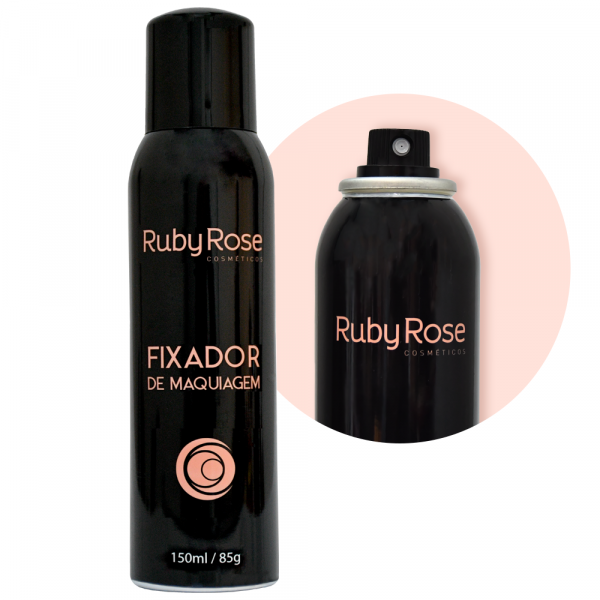 Ruby Rose
COSMÉTICOS
FIXADOR
DE MAQUIAGEM
150ml / 85g
Ruby Rose
COSMÉTICOS